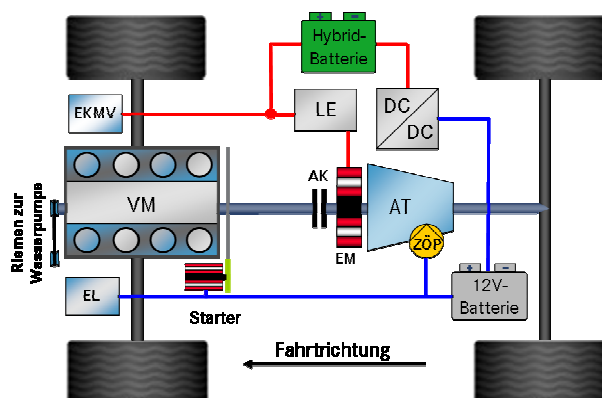 Hybrid-
Batterie
EKMV
LE
DC
DC
Riemen zur
Wasserpumpe
VM
AK
EM
AT
ZÖP
EL
Starter
12V-
Batterie
Fahrtrichtung